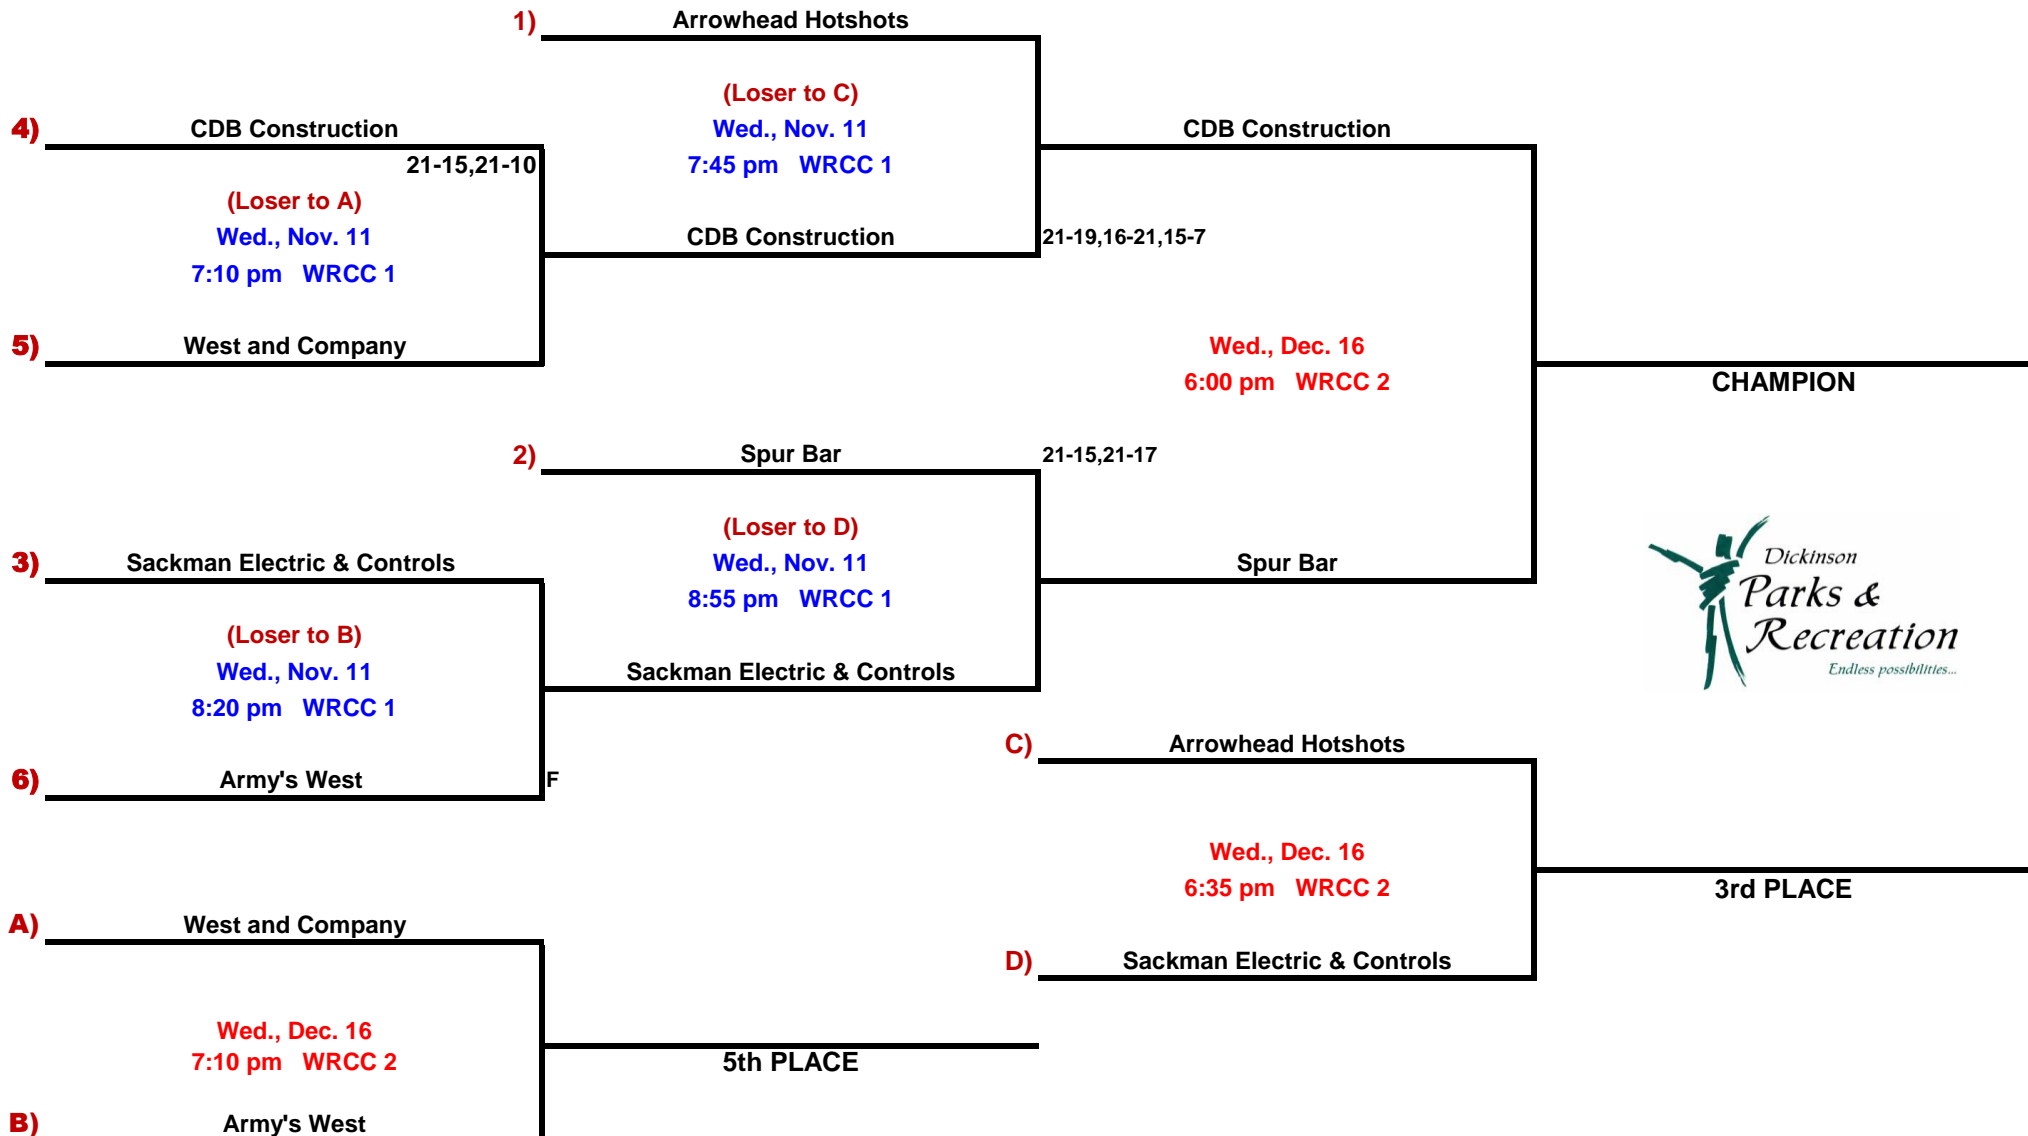 1) Arrowhead Hotshots
(Loser to C)
4) CDB Construction Wed., Nov. 11 CDB Construction
21-15,21-10 7:45 pm WRCC 1
(Loser to A)
Wed., Nov. 11 CDB Construction 21-19,16-21,15-7
7:10 pm WRCC 1
5) West and Company Wed., Dec. 16
6:00 pm WRCC 2 CHAMPION
2) Spur Bar 21-15,21-17
(Loser to D)
3) Sackman Electric & Controls Wed., Nov. 11 Spur Bar
8:55 pm WRCC 1
Dickinson
Parks &
Recreation
Endless possibilities...
(Loser to B)
Wed., Nov. 11 Sackman Electric & Controls
8:20 pm WRCC 1
C) Arrowhead Hotshots
6) Army's West F
Wed., Dec. 16
6:35 pm WRCC 2 3rd PLACE
A) West and Company
D) Sackman Electric & Controls
Wed., Dec. 16
7:10 pm WRCC 2 5th PLACE
B) Army's West